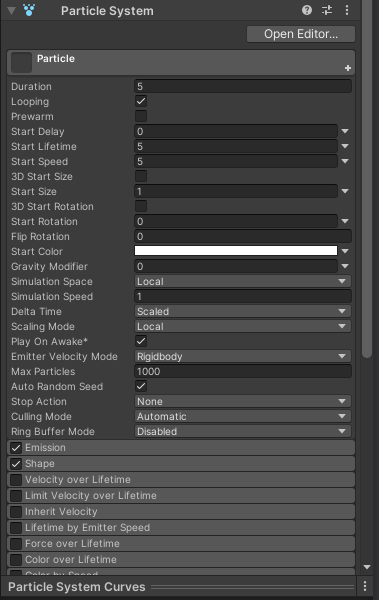 Particle System
Open Editor...
Particle
Duration 5
Looping
Prewarm
Start Delay 0
Start Lifetime 5
Start Speed 5
3D Start Size
Start Size 1
3D Start Rotation
Start Rotation 0
Flip Rotation 0
Start Color
Gravity Modifier 0
Simulation Space Local
Simulation Speed 1
Delta Time Scaled
Scaling Mode Local
Play On Awake*
Emitter Velocity Mode Rigidbody
Max Particles 1000
Auto Random Seed
Stop Action None
Culling Mode Automatic
Ring Buffer Mode Disabled
Emission
Shape
Velocity over Lifetime
Limit Velocity over Lifetime
Inherit Velocity
Lifetime by Emitter Speed
Force over Lifetime
Color over Lifetime
Color by Speed
Particle System Curves